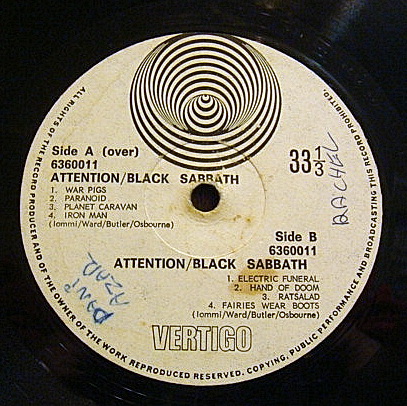 Side A (over)
6360011
ATTENTION/BLACK SABBATH
1. WAR PIGS
2. PARANOID
3. PLANET CARAVAN
4. IRON MAN
(Iommi/Ward/Butler/Osbourne)
33 1/3
RACHEL
Side B
6360011
ATTENTION/BLACK SABBATH
1. ELECTRIC FUNERAL
2. HAND OF DOOM
3. RATSALAD
4. FAIRIES WEAR BOOTS
(Iommi/Ward/Butler/Osbourne)
VERTIGO
ALL RIGHTS OF THE RECORD PRODUCER AND OF THE OWNER OF THE WORK REPRODUCED RESERVED. COPYING, PUBLIC PERFORMANCE AND BROADCASTING THIS RECORD PROHIBITED.